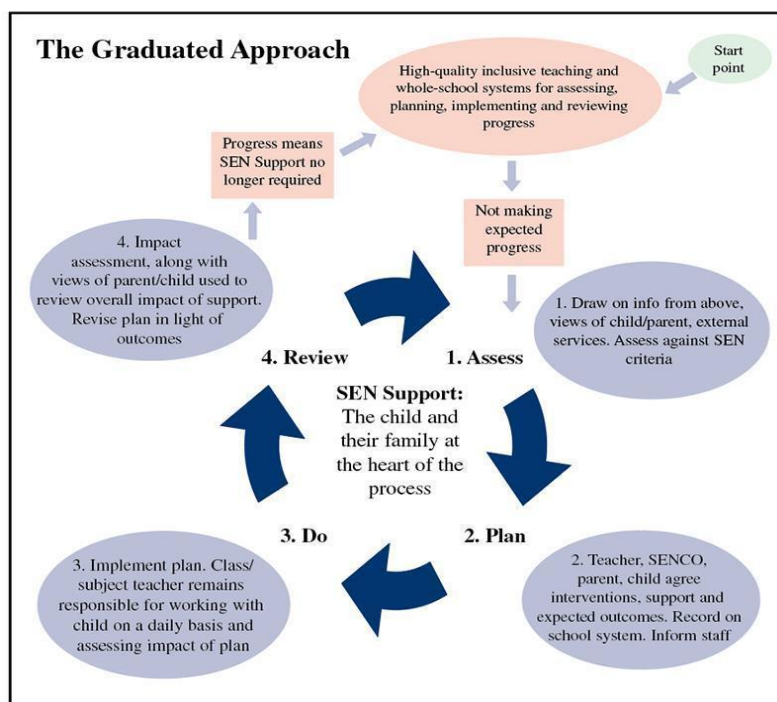 The Graduated Approach
Start
point
High-quality inclusive teaching and
whole-school systems for assessing,
planning, implementing and reviewing
progress
Progress means
SEN Support no
longer required
Not making
expected
progress
4. Impact
assessment, along with
views of parent/child used to
review overall impact of support.
Revise plan in light of
outcomes
1. Draw on info from above,
views of child/parent, external
services. Assess against SEN
criteria
4. Review
1. Assess
SEN Support:
The child and
their family at
the heart of the
process
3. Do
2. Plan
3. Implement plan. Class/
subject teacher remains
responsible for working with
child on a daily basis and
assessing impact of plan
2. Teacher, SENCO,
parent, child agree
interventions, support and
expected outcomes. Record on
school system. Inform staff